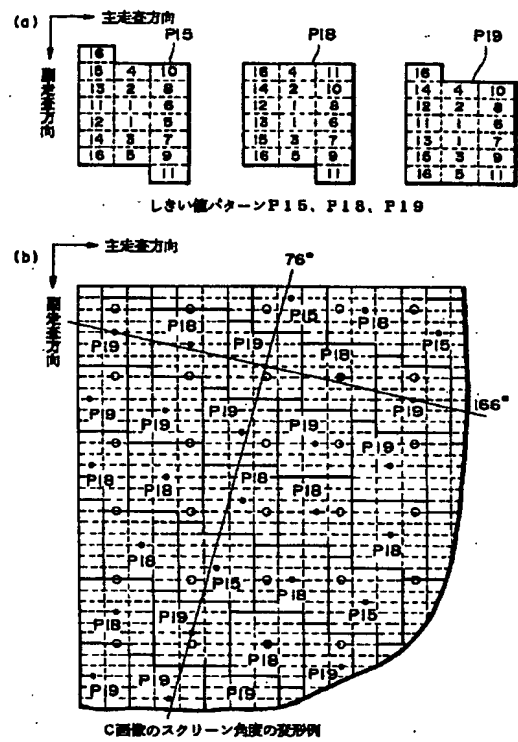 (a) 主走査方向
副走査方向
P15
16
15 4 10
13 2 8
11 1 6
12 1 5
14 3 7
16 5 9
11
P18
16 4 11
14 2 10
12 1 8
13 1 6
15 3 7
16 5 9
11
P19
16
14 4 10
12 2 8
11 1 6
13 1 7
15 3 9
16 5 11
しきい値パターンP15、P18、P19
(b) 主走査方向
副走査方向
76°
P15 P18
P18 P15
P19 P19 P18
166°
P19 P19 P19 P19 P19
P19
P18 P18 P18
P18
P18
P15 P18
P15
P19
P18
P18 P19
P19 P19 P19
C画像のスクリーン角度の変形例